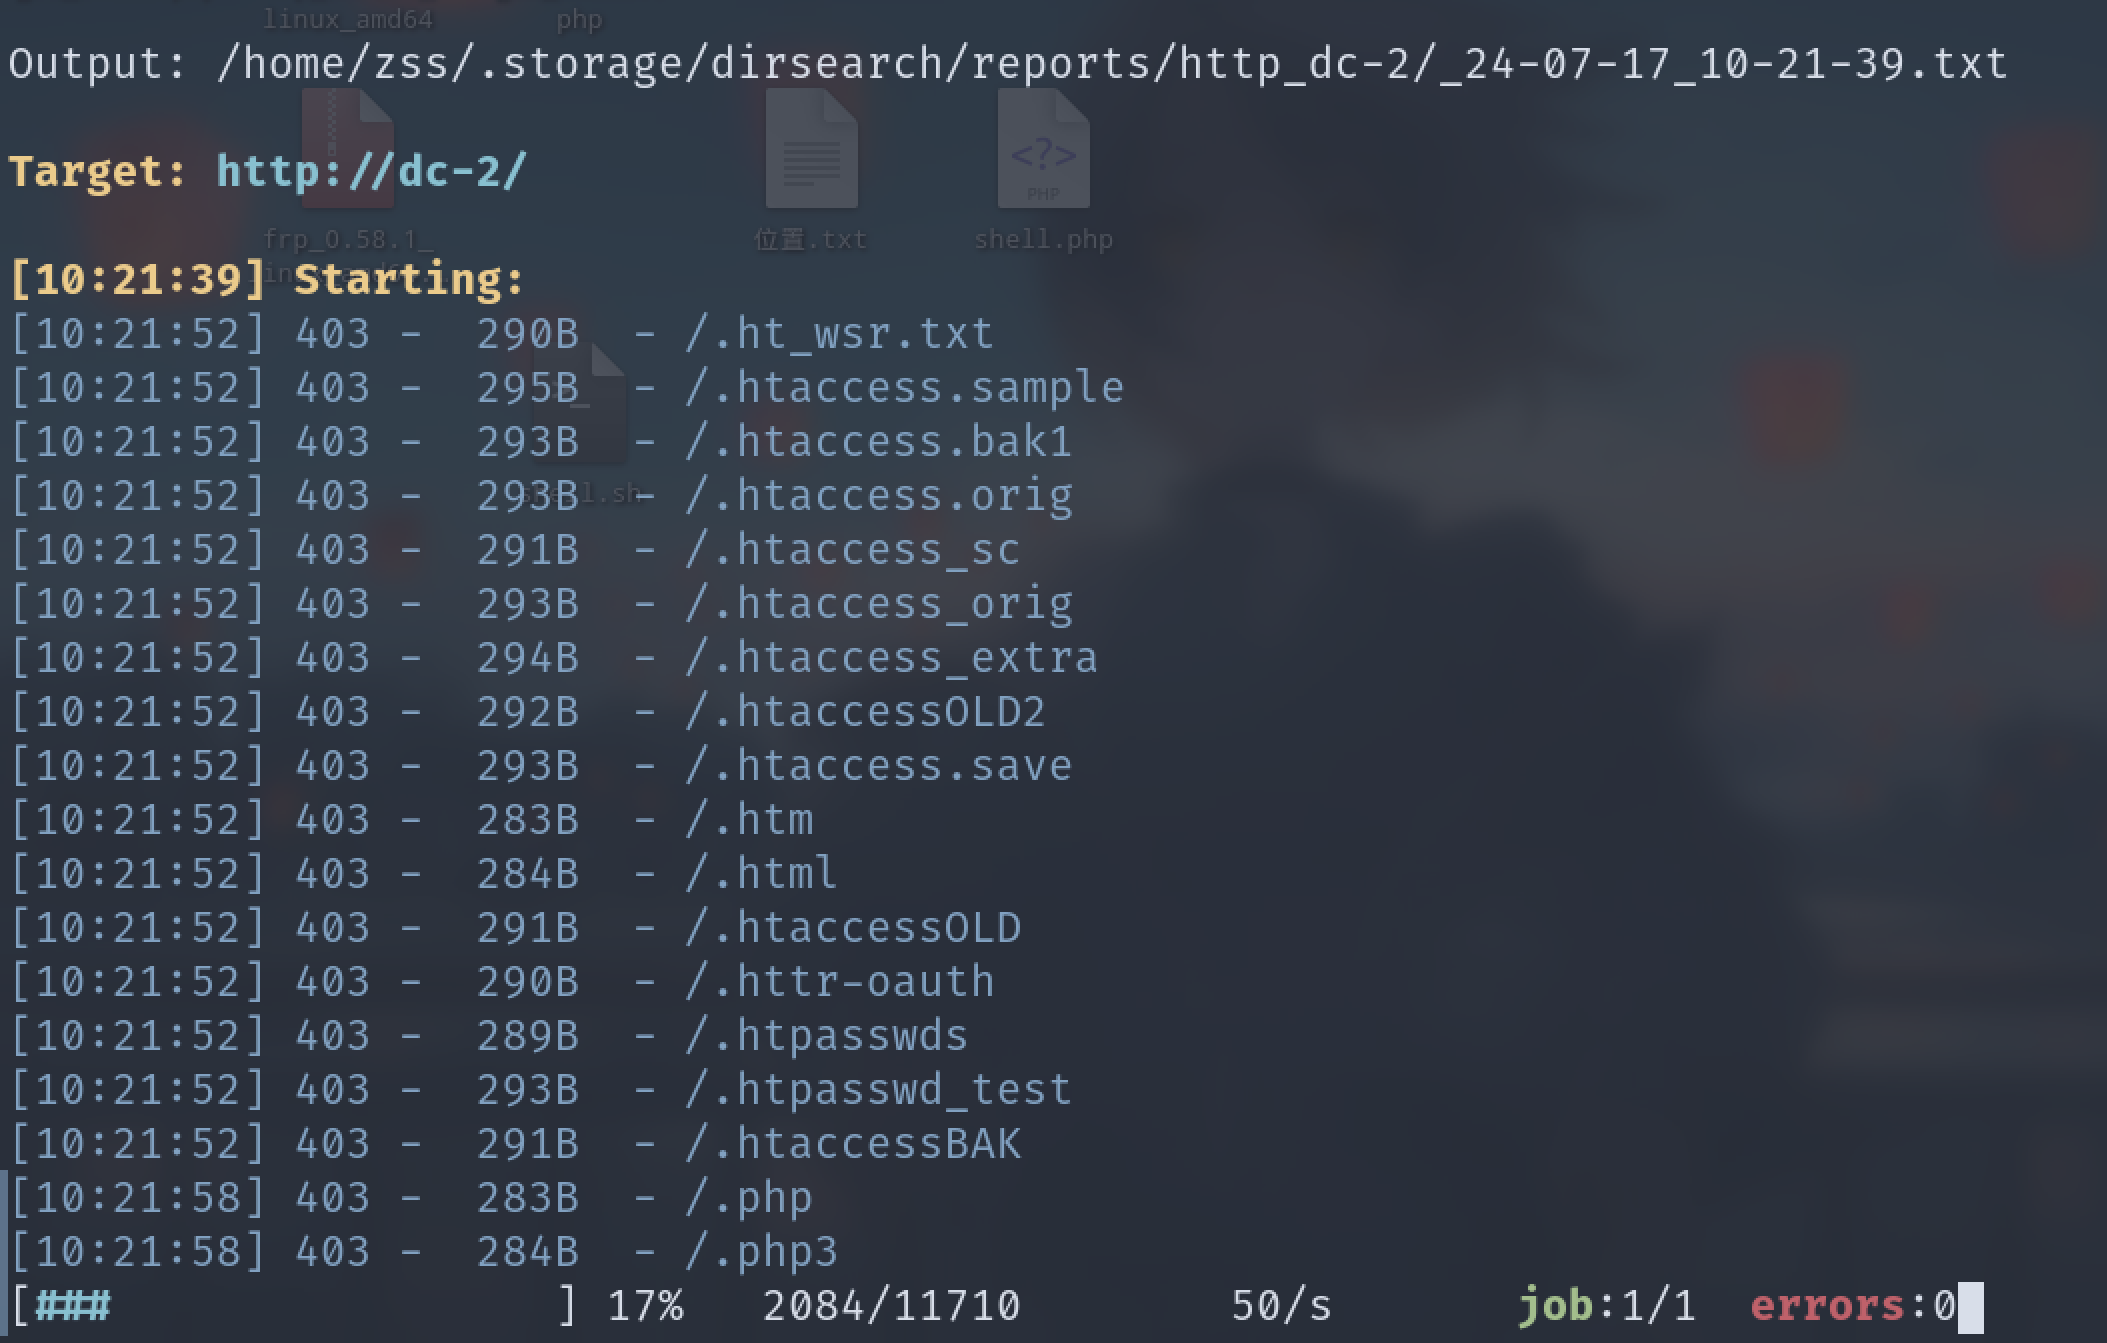 linux_amd64 php
Output: /home/zss/.storage/dirsearch/reports/http_dc-2/_24-07-17_10-21-39.txt
Target: http://dc-2/
<?>
PHP
frp_0.58.1_ 位置.txt shell.php
[10:21:39] Starting:
[10:21:52] 403 -  290B  - /.ht_wsr.txt
[10:21:52] 403 -  295B  - /.htaccess.sample
[10:21:52] 403 -  293B  - /.htaccess.bak1
[10:21:52] 403 -  293B  - /.htaccess.orig
shell.sh
[10:21:52] 403 -  291B  - /.htaccess_sc
[10:21:52] 403 -  293B  - /.htaccess_orig
[10:21:52] 403 -  294B  - /.htaccess_extra
[10:21:52] 403 -  292B  - /.htaccessOLD2
[10:21:52] 403 -  293B  - /.htaccess.save
[10:21:52] 403 -  283B  - /.htm
[10:21:52] 403 -  284B  - /.html
[10:21:52] 403 -  291B  - /.htaccessOLD
[10:21:52] 403 -  290B  - /.httr-oauth
[10:21:52] 403 -  289B  - /.htpasswds
[10:21:52] 403 -  293B  - /.htpasswd_test
[10:21:52] 403 -  291B  - /.htaccessBAK
[10:21:58] 403 -  283B  - /.php
[10:21:58] 403 -  284B  - /.php3
[###                 ] 17%   2084/11710        50/s       job:1/1  errors:0